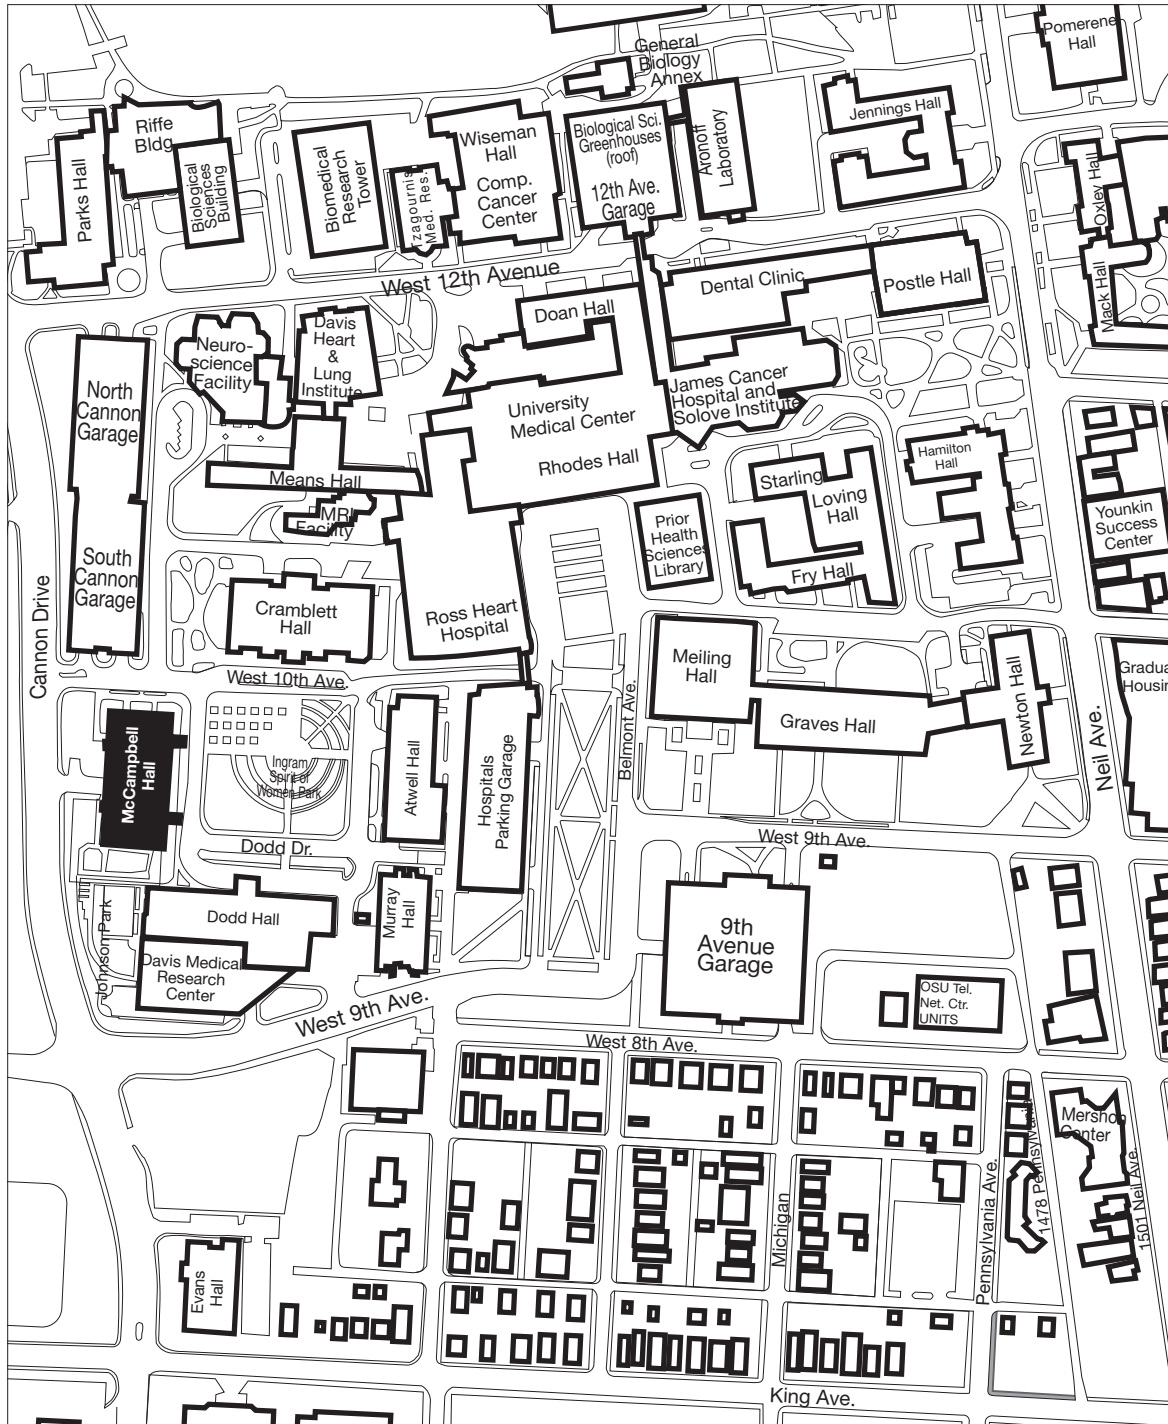 General
Biology
Annex
Pomerene
Hall
Riffe
Bldg.
Parks Hall
Biological
Sciences
Building
Biomedical
Research
Tower
Tzagournis
Med. Res.
Wiseman
Hall
Comp.
Cancer
Center
Biological Sci.
Greenhouses
(roof)
12th Ave.
Garage
Aronoff
Laboratory
Jennings Hall
Oxley Hall
Mack Hall
West 12th Avenue
Dental Clinic
Postle Hall
Doan Hall
Neuro-
science
Facility
Davis
Heart
&
Lung
Institute
North
Cannon
Garage
University
Medical Center
Rhodes Hall
James Cancer
Hospital and
Solove Institute
Means Hall
MRI
Facility
Starling
Loving
Hall
Fry Hall
Hamilton
Hall
Younkin
Success
Center
Prior
Health
Sciences
Library
South
Cannon
Garage
Cannon Drive
Cramblett
Hall
Ross Heart
Hospital
West 10th Ave.
Meiling
Hall
Graves Hall
Newton Hall
Neil Ave.
Gradua
Housin
Belmont Ave.
McCampbell
Hall
Ingram
Spirit of
Women Park
Atwell Hall
Hospitals
Parking Garage
Dodd Dr.
West 9th Ave.
Johnson Park
Dodd Hall
Murray
Hall
Davis Medical
Research
Center
9th
Avenue
Garage
OSU Tel.
Net. Ctr.
UNITS
West 9th Ave.
West 8th Ave.
Mershon
Center
1478 Pennsylvania
1501 Neil Ave.
Pennsylvania Ave.
Michigan
Evans
Hall
King Ave.